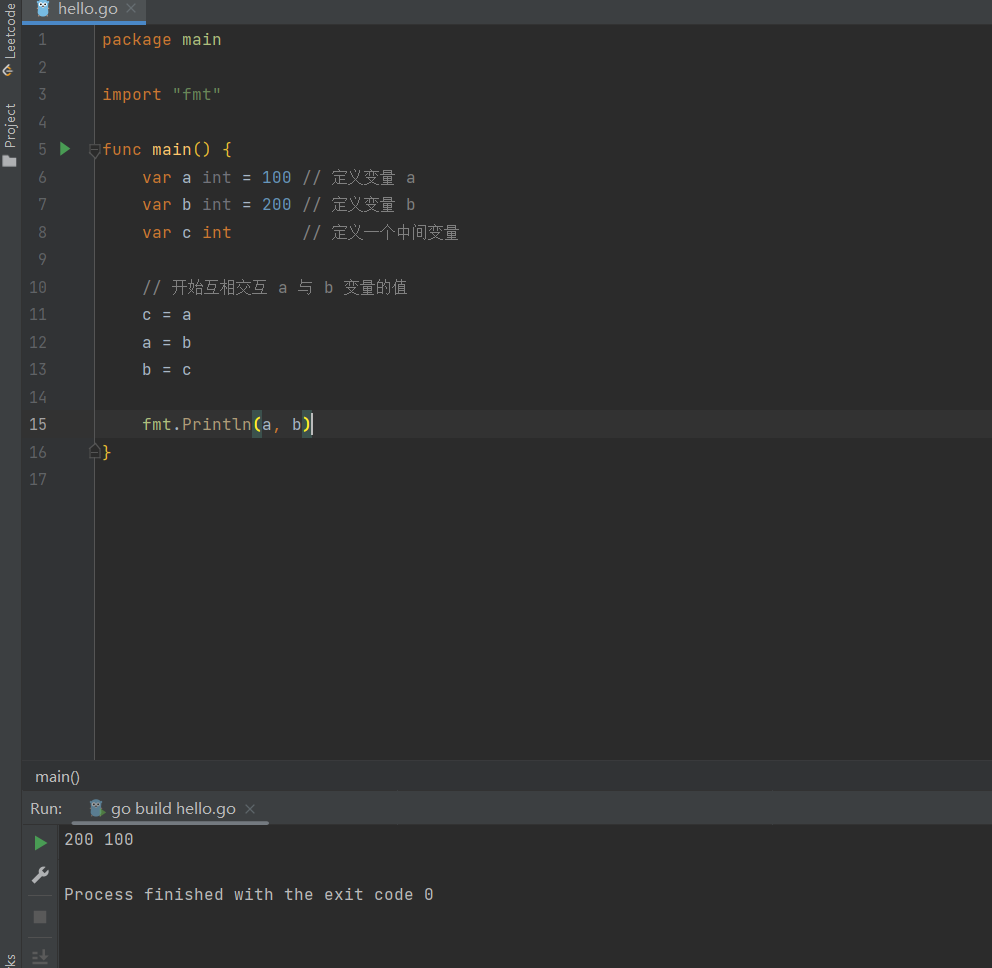 hello.go
Leetcode
Project
1 package main
2
3 import "fmt"
4
5 func main() {
6 var a int = 100 // 定义变量 a
7 var b int = 200 // 定义变量 b
8 var c int // 定义一个中间变量
9
10 // 开始互相交互 a 与 b 变量的值
11 c = a
12 a = b
13 b = c
14
15 fmt.Println(a, b)
16 }
17
main()
Run: go build hello.go
200 100
Process finished with the exit code 0